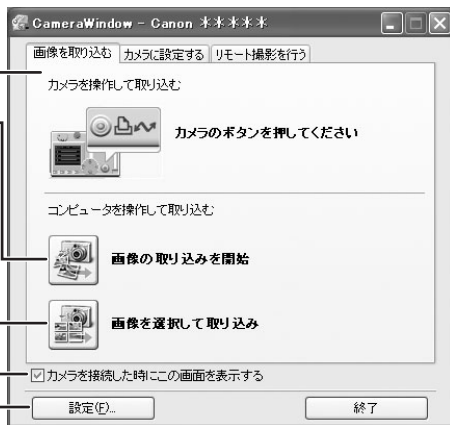 CameraWindow - Canon ＊＊＊＊＊
画像を取り込む カメラに設定する リモート撮影を行う
カメラを操作して取り込む
カメラのボタンを押してください
コンピュータを操作して取り込む
画像の取り込みを開始
画像を選択して取り込み
カメラを接続した時にこの画面を表示する
設定(F)... 終了